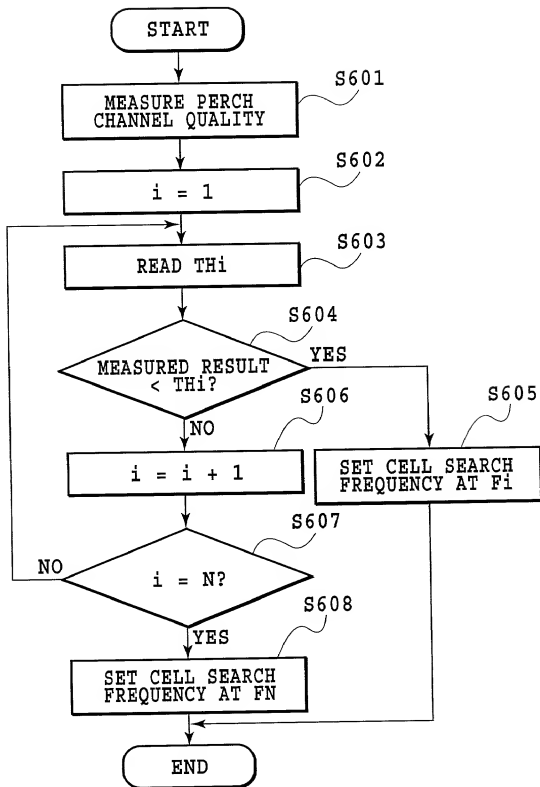 START
S601
MEASURE PERCH
CHANNEL QUALITY
S602
i = 1
S603
READ THi
S604
MEASURED RESULT
< THi?
YES
NO
S606
i = i + 1
S605
SET CELL SEARCH
FREQUENCY AT Fi
S607
i = N?
NO
YES
S608
SET CELL SEARCH
FREQUENCY AT FN
END